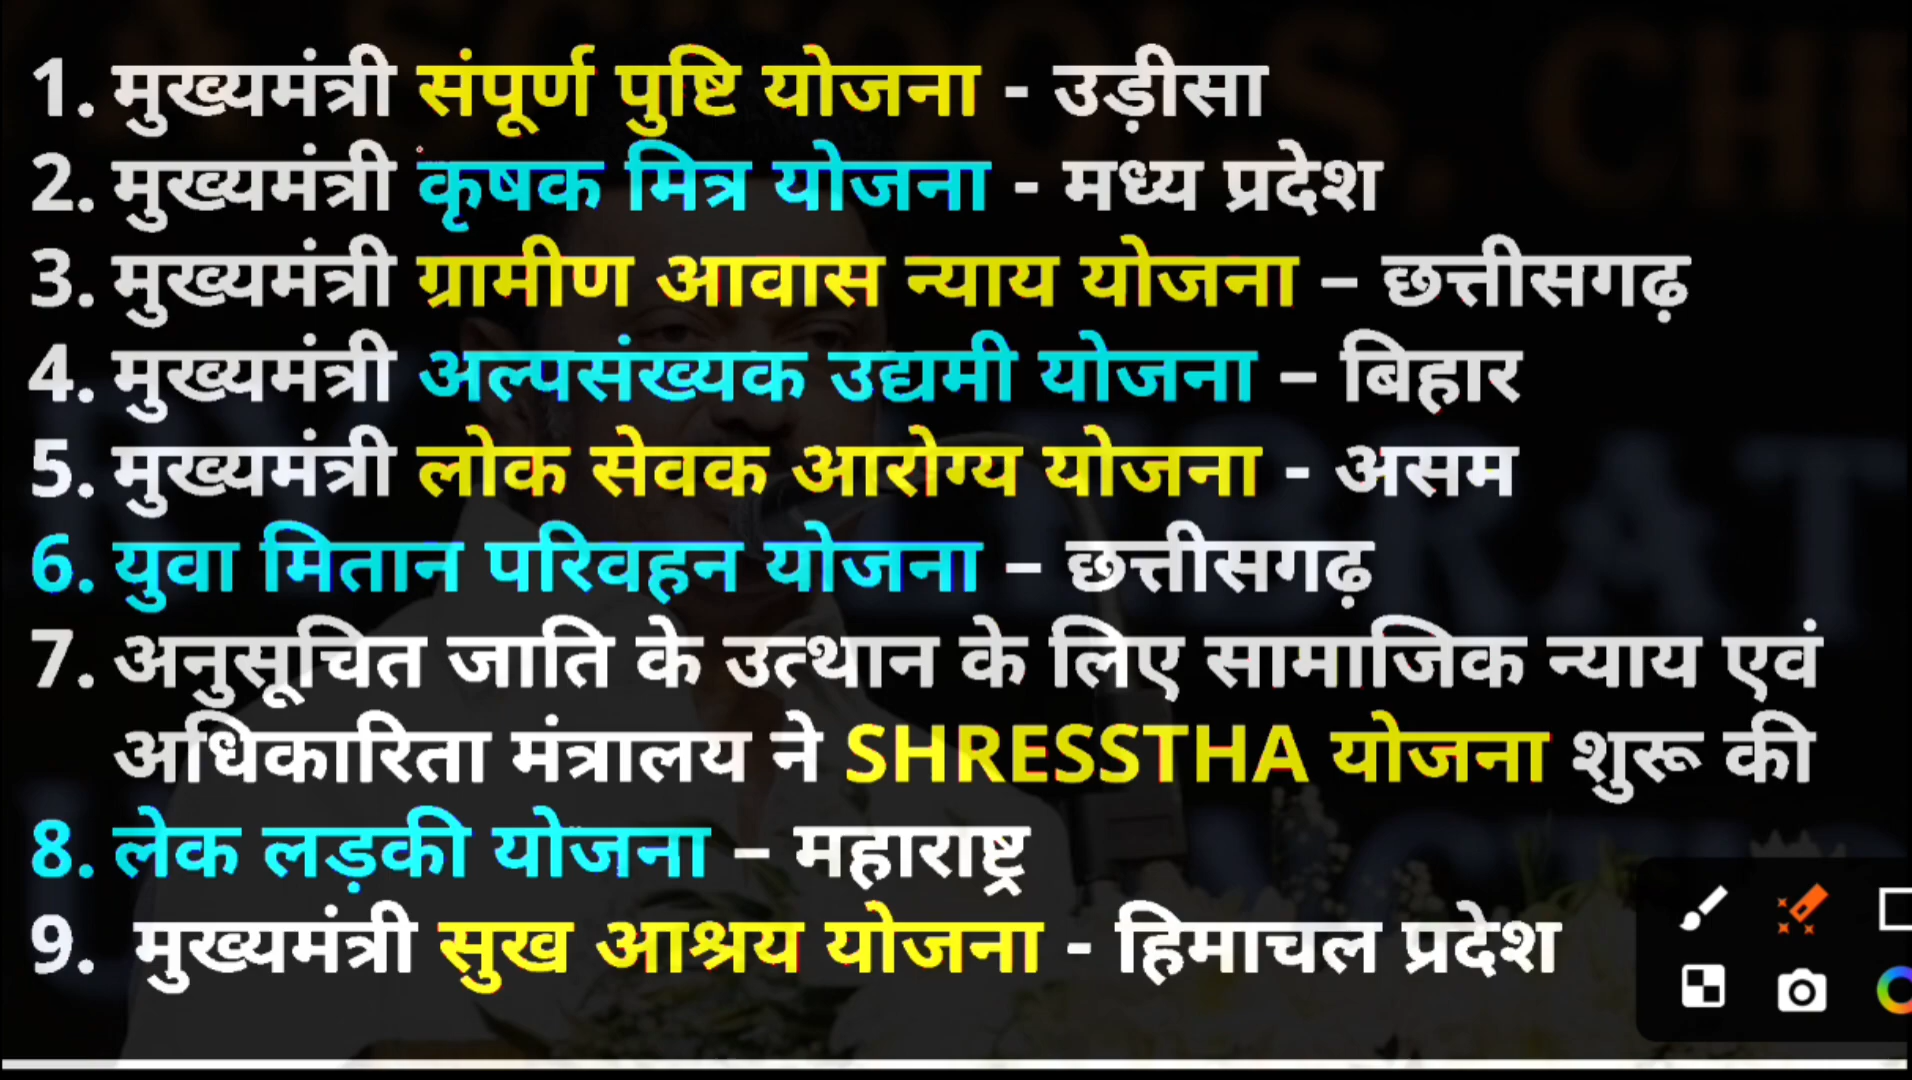 1. मुख्यमंत्री संपूर्ण पुष्टि योजना - उड़ीसा
2. मुख्यमंत्री कृषक मित्र योजना - मध्य प्रदेश
3. मुख्यमंत्री ग्रामीण आवास न्याय योजना – छत्तीसगढ़
4. मुख्यमंत्री अल्पसंख्यक उद्यमी योजना – बिहार
5. मुख्यमंत्री लोक सेवक आरोग्य योजना - असम
6. युवा मितान परिवहन योजना – छत्तीसगढ़
7. अनुसूचित जाति के उत्थान के लिए सामाजिक न्याय एवं
अधिकारिता मंत्रालय ने SHRESSTHA योजना शुरू की
8. लेक लड़की योजना – महाराष्ट्र
9. मुख्यमंत्री सुख आश्रय योजना - हिमाचल प्रदेश